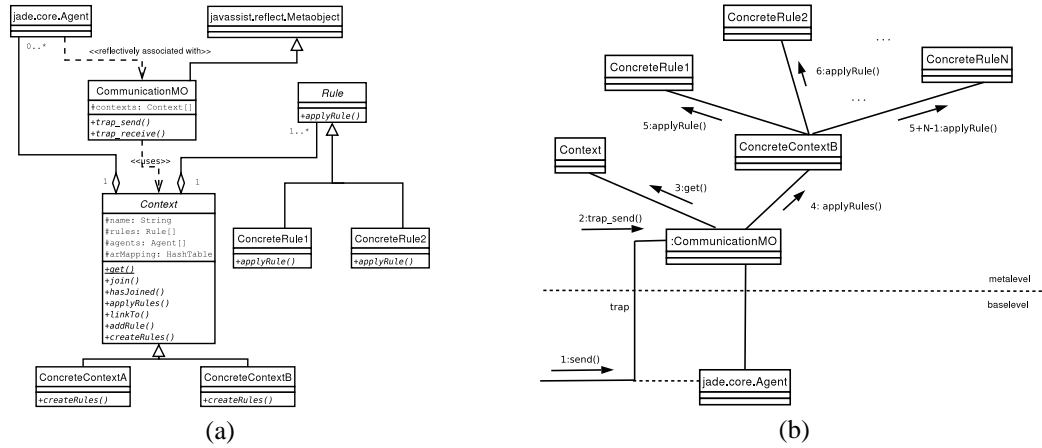 jade.core.Agent
javassist.reflect.Metaobject
0..*
<<reflectively associated with>>
CommunicationMO
#contexts: Context[]
+trap_send()
+trap_receive()
Rule
+applyRule()
1..*
<<uses>>
1
1
Context
#name: String
#rules: Rule[]
#agents: Agent[]
#arMapping: HashTable
+get()
+join()
+hasJoined()
+applyRules()
+linkTo()
+addRule()
+createRules()
ConcreteRule1
+applyRule()
ConcreteRule2
+applyRule()
ConcreteContextA
+createRules()
ConcreteContextB
+createRules()
(a)
ConcreteRule2
...
ConcreteRule1
ConcreteRuleN
6:applyRule()
...
5:applyRule()
5+N-1:applyRule()
Context
ConcreteContextB
3:get()
4: applyRules()
2:trap_send()
:CommunicationMO
metalevel
trap
baselevel
1:send()
jade.core.Agent
(b)